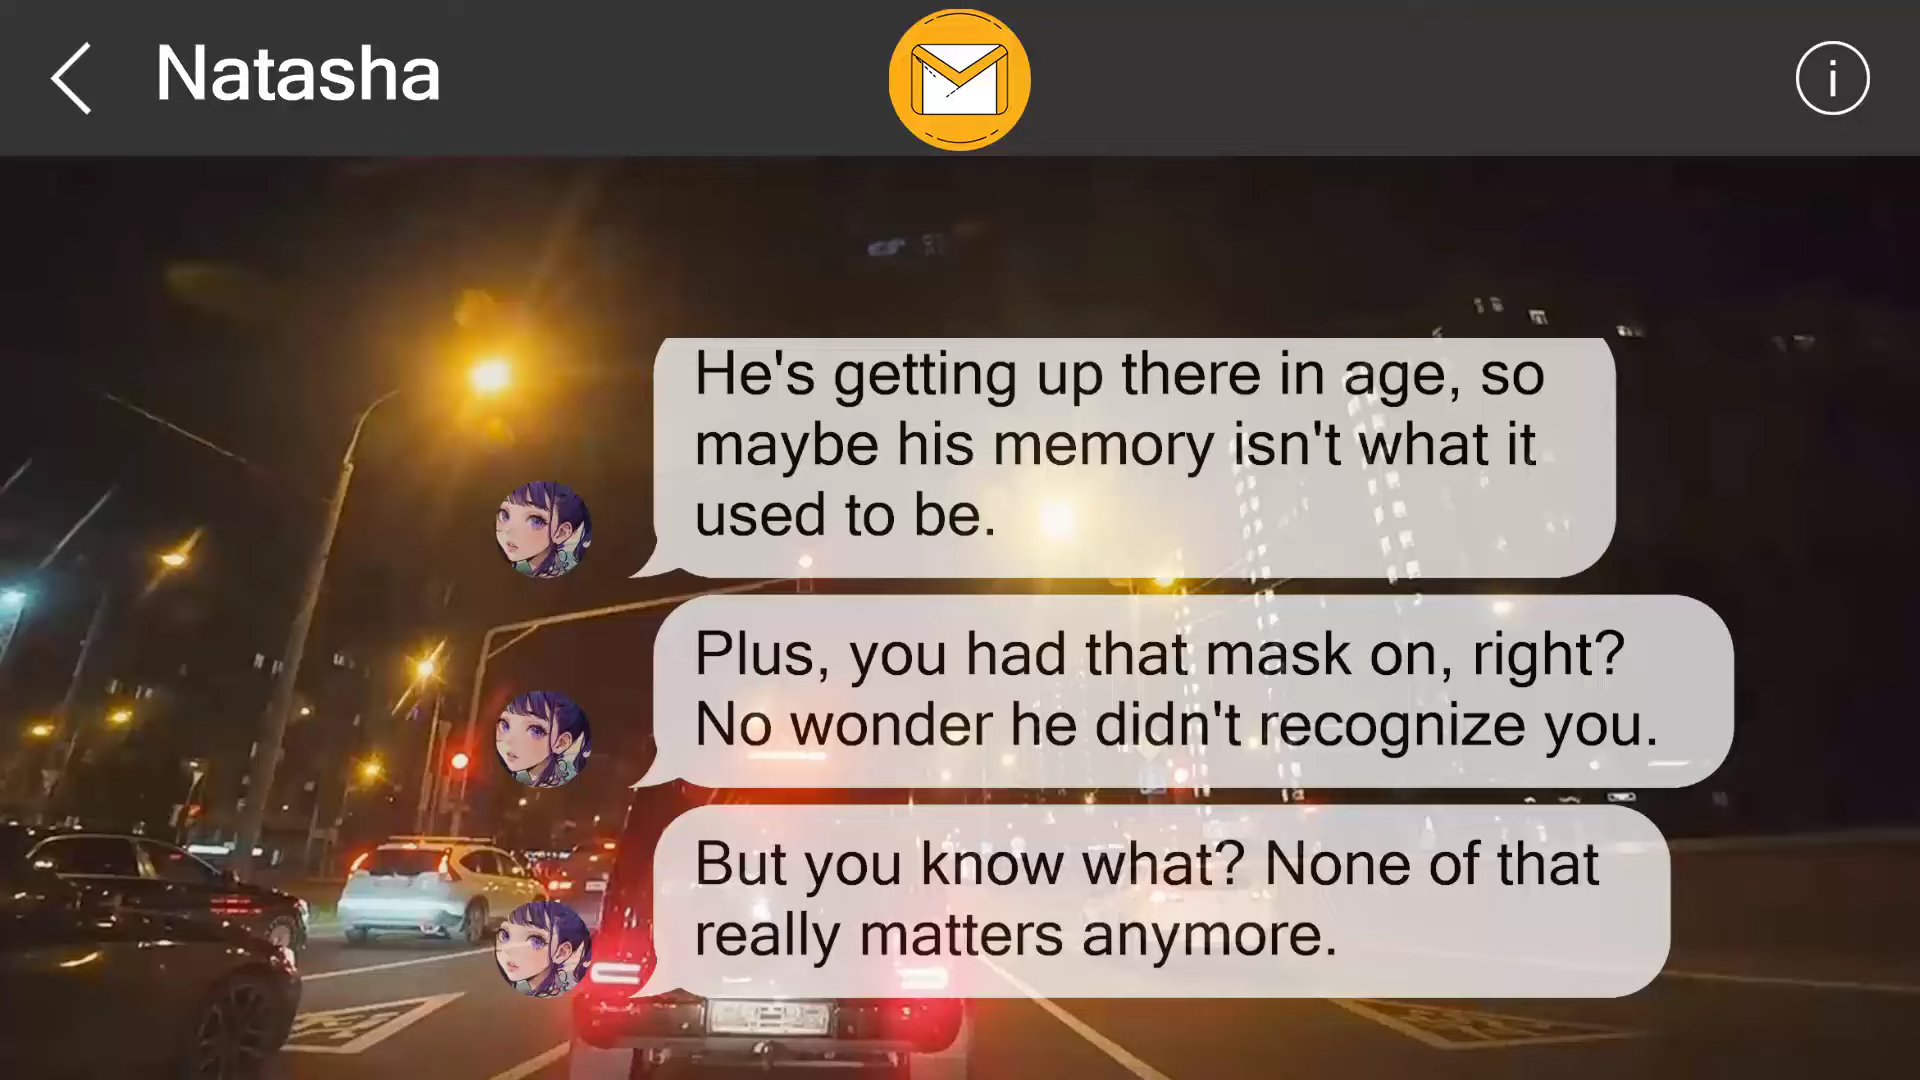 Natasha
He's getting up there in age, so
maybe his memory isn't what it
used to be.
Plus, you had that mask on, right?
No wonder he didn't recognize you.
But you know what? None of that
really matters anymore.